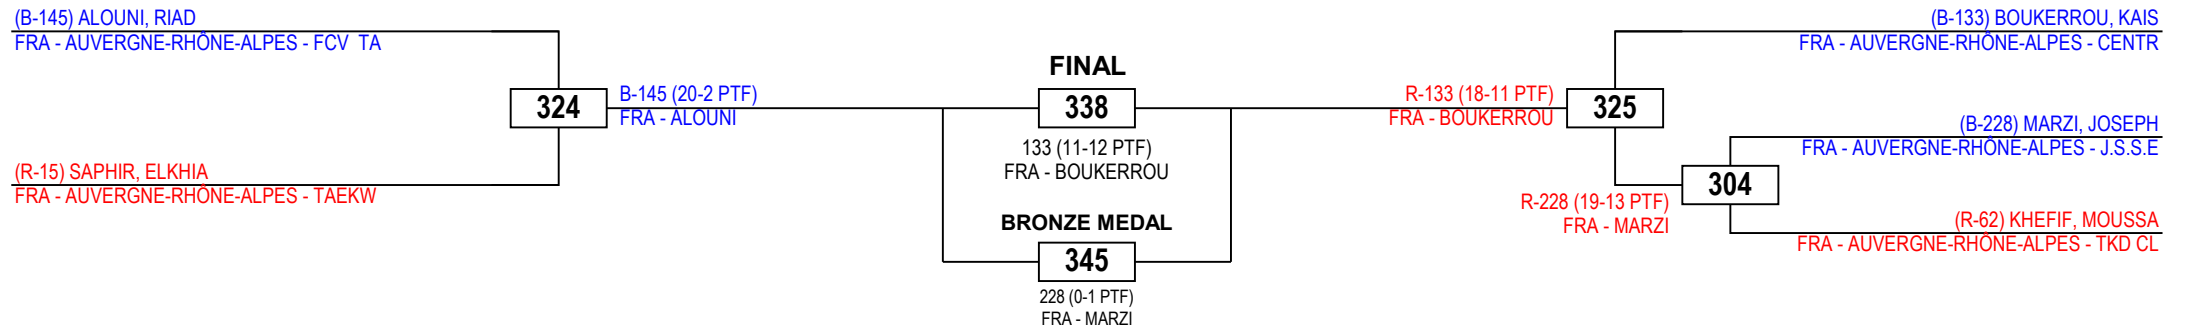 (B-145) ALOUNI, RIAD
FRA - AUVERGNE-RHÔNE-ALPES - FCV TA
(R-15) SAPHIR, ELKHIA
FRA - AUVERGNE-RHÔNE-ALPES - TAEKW
324
B-145 (20-2 PTF)
FRA - ALOUNI
FINAL
338
133 (11-12 PTF)
FRA - BOUKERROU
BRONZE MEDAL
345
228 (0-1 PTF)
FRA - MARZI
R-133 (18-11 PTF)
FRA - BOUKERROU
325
R-228 (19-13 PTF)
FRA - MARZI
304
(B-133) BOUKERROU, KAIS
FRA - AUVERGNE-RHÔNE-ALPES - CENTR
(B-228) MARZI, JOSEPH
FRA - AUVERGNE-RHÔNE-ALPES - J.S.S.E
(R-62) KHEFIF, MOUSSA
FRA - AUVERGNE-RHÔNE-ALPES - TKD CL